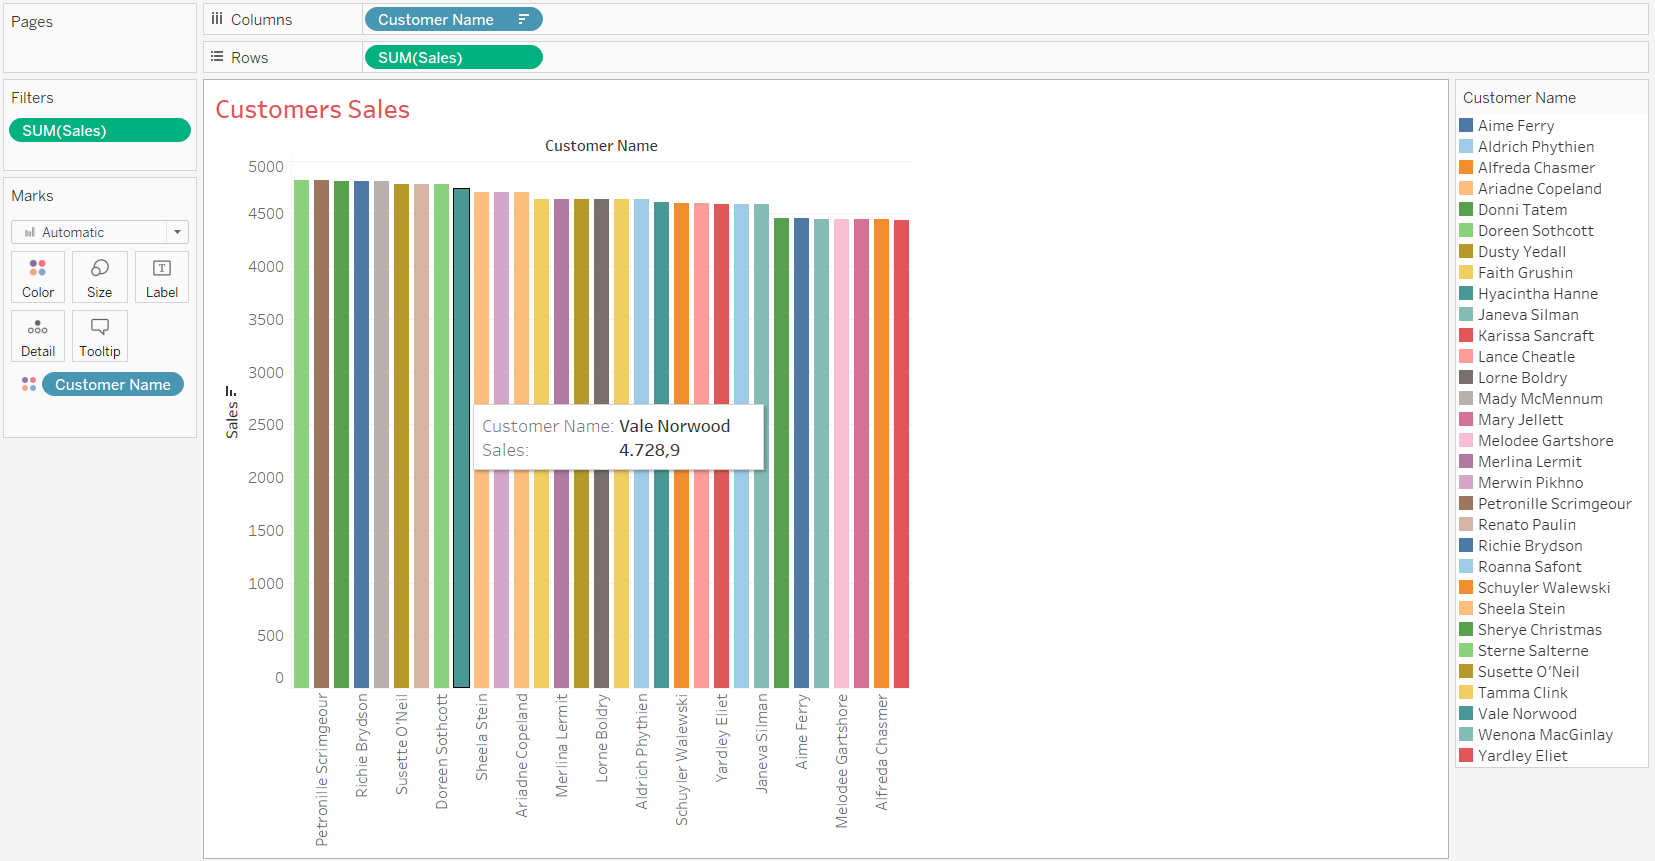 Pages
Columns
Customer Name
Rows
SUM(Sales)
Filters
SUM(Sales)
Marks
Automatic
Color
Size
Label
Detail
Tooltip
Customer Name
Customers Sales
Customer Name
Sales
5000
4500
4000
3500
3000
2500
2000
1500
1000
500
0
Customer Name: Vale Norwood
Sales: 4.728,9
Petronille Scrimgeour
Richie Brydson
Susette O'Neil
Doreen Sothcott
Sheela Stein
Ariadne Copeland
Merlina Lermit
Lorne Boldry
Aldrich Phythien
Schuyler Walewski
Yardley Eliet
Janeva Silman
Aime Ferry
Melodee Gartshore
Alfreda Chasmer
Customer Name
Aime Ferry
Aldrich Phythien
Alfreda Chasmer
Ariadne Copeland
Donni Tatem
Doreen Sothcott
Dusty Yedall
Faith Grushin
Hyacintha Hanne
Janeva Silman
Karissa Sancraft
Lance Cheatle
Lorne Boldry
Mady McMennum
Mary Jellett
Melodee Gartshore
Merlina Lermit
Merwin Pikhno
Petronille Scrimgeour
Renato Paulin
Richie Brydson
Roanna Safont
Schuyler Walewski
Sheela Stein
Sherye Christmas
Sterne Salterne
Susette O'Neil
Tamma Clink
Vale Norwood
Wenona MacGinlay
Yardley Eliet